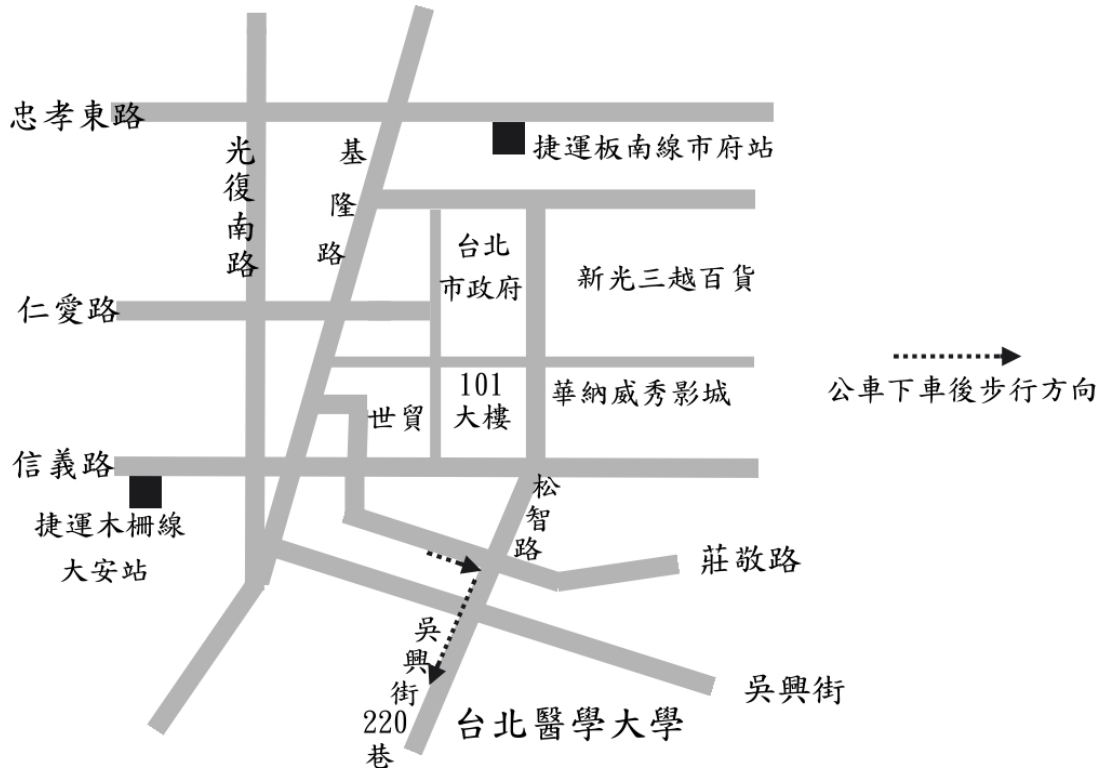 忠孝東路
捷運板南線市府站
光復南路
基隆路
台北
市政府
新光三越百貨
仁愛路
101
大樓
華納威秀影城
公車下車後步行方向
世貿
信義路
松智路
捷運木柵線
大安站
莊敬路
吳興街
220
巷
吳興街
台北醫學大學